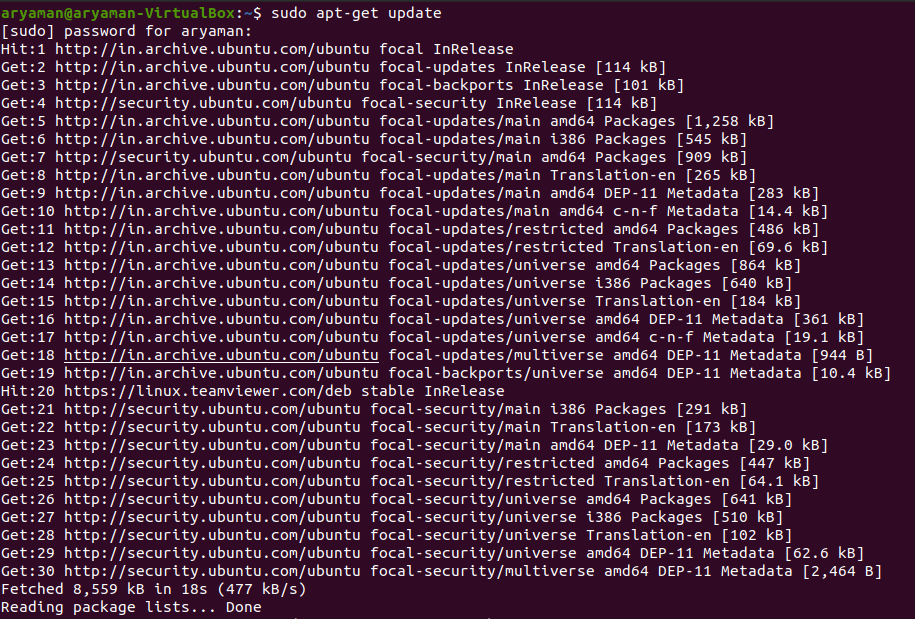 aryaman@aryaman-VirtualBox:~$ sudo apt-get update
[sudo] password for aryaman:
Hit:1 http://in.archive.ubuntu.com/ubuntu focal InRelease
Get:2 http://in.archive.ubuntu.com/ubuntu focal-updates InRelease [114 kB]
Get:3 http://in.archive.ubuntu.com/ubuntu focal-backports InRelease [101 kB]
Get:4 http://security.ubuntu.com/ubuntu focal-security InRelease [114 kB]
Get:5 http://in.archive.ubuntu.com/ubuntu focal-updates/main amd64 Packages [1,258 kB]
Get:6 http://in.archive.ubuntu.com/ubuntu focal-updates/main i386 Packages [545 kB]
Get:7 http://security.ubuntu.com/ubuntu focal-security/main amd64 Packages [909 kB]
Get:8 http://in.archive.ubuntu.com/ubuntu focal-updates/main Translation-en [265 kB]
Get:9 http://in.archive.ubuntu.com/ubuntu focal-updates/main amd64 DEP-11 Metadata [283 kB]
Get:10 http://in.archive.ubuntu.com/ubuntu focal-updates/main amd64 c-n-f Metadata [14.4 kB]
Get:11 http://in.archive.ubuntu.com/ubuntu focal-updates/restricted amd64 Packages [486 kB]
Get:12 http://in.archive.ubuntu.com/ubuntu focal-updates/restricted Translation-en [69.6 kB]
Get:13 http://in.archive.ubuntu.com/ubuntu focal-updates/universe amd64 Packages [864 kB]
Get:14 http://in.archive.ubuntu.com/ubuntu focal-updates/universe i386 Packages [640 kB]
Get:15 http://in.archive.ubuntu.com/ubuntu focal-updates/universe Translation-en [184 kB]
Get:16 http://in.archive.ubuntu.com/ubuntu focal-updates/universe amd64 DEP-11 Metadata [361 kB]
Get:17 http://in.archive.ubuntu.com/ubuntu focal-updates/universe amd64 c-n-f Metadata [19.1 kB]
Get:18 http://in.archive.ubuntu.com/ubuntu focal-updates/multiverse amd64 DEP-11 Metadata [944 B]
Get:19 http://in.archive.ubuntu.com/ubuntu focal-backports/universe amd64 DEP-11 Metadata [10.4 kB]
Hit:20 https://linux.teamviewer.com/deb stable InRelease
Get:21 http://security.ubuntu.com/ubuntu focal-security/main i386 Packages [291 kB]
Get:22 http://security.ubuntu.com/ubuntu focal-security/main Translation-en [173 kB]
Get:23 http://security.ubuntu.com/ubuntu focal-security/main amd64 DEP-11 Metadata [29.0 kB]
Get:24 http://security.ubuntu.com/ubuntu focal-security/restricted amd64 Packages [447 kB]
Get:25 http://security.ubuntu.com/ubuntu focal-security/restricted Translation-en [64.1 kB]
Get:26 http://security.ubuntu.com/ubuntu focal-security/universe amd64 Packages [641 kB]
Get:27 http://security.ubuntu.com/ubuntu focal-security/universe i386 Packages [510 kB]
Get:28 http://security.ubuntu.com/ubuntu focal-security/universe Translation-en [102 kB]
Get:29 http://security.ubuntu.com/ubuntu focal-security/universe amd64 DEP-11 Metadata [62.6 kB]
Get:30 http://security.ubuntu.com/ubuntu focal-security/multiverse amd64 DEP-11 Metadata [2,464 B]
Fetched 8,559 kB in 18s (477 kB/s)
Reading package lists... Done